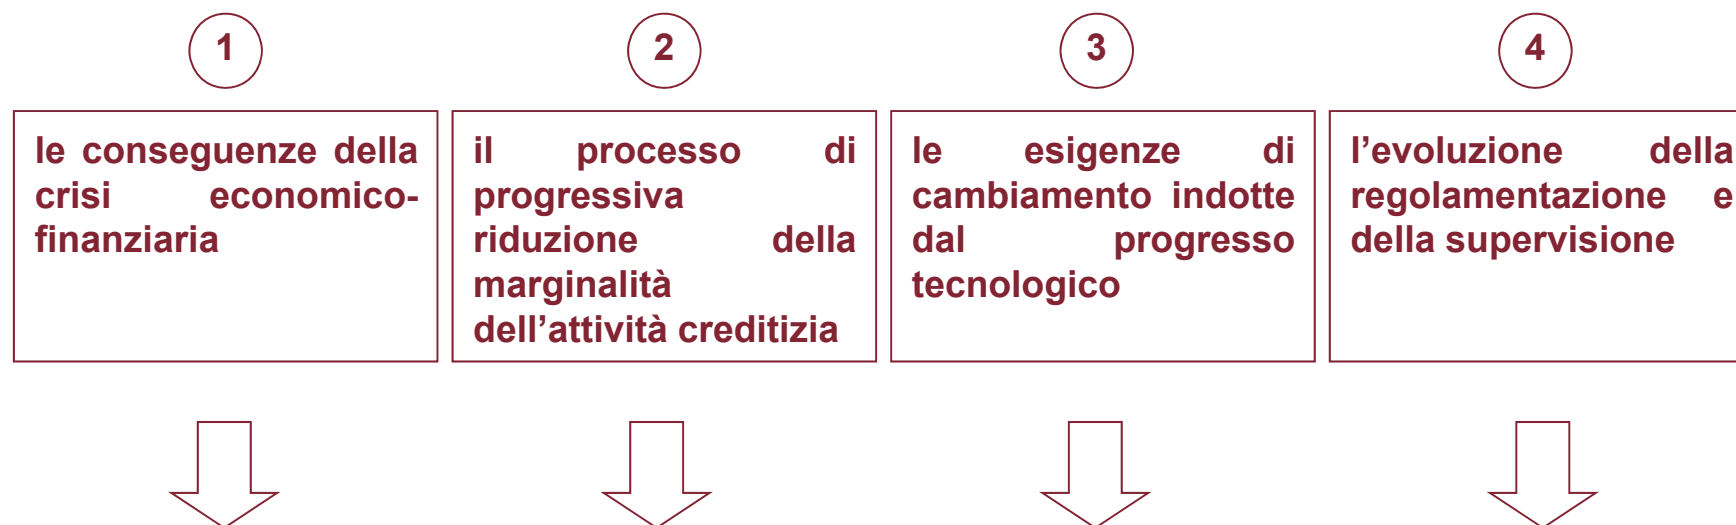 1
le conseguenze della
crisi economico-
finanziaria
2
il processo di
progressiva
riduzione della
marginalità
dell’attività creditizia
3
le esigenze di
cambiamento indotte
dal progresso
tecnologico
4
l’evoluzione della
regolamentazione e
della supervisione